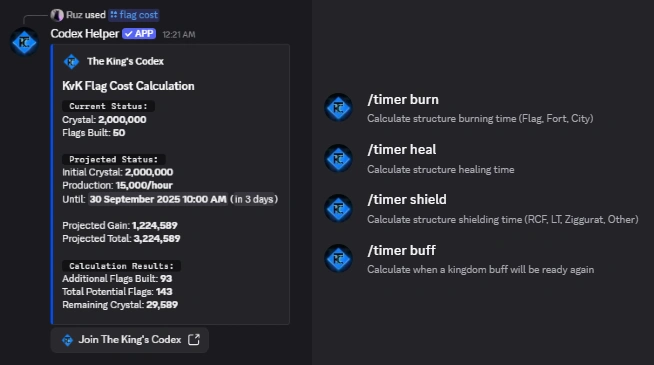 Ruz used flag cost
Codex Helper APP 12:21 AM
The King's Codex
KvK Flag Cost Calculation
Current Status:
Crystal: 2,000,000
Flags Built: 50
Projected Status:
Initial Crystal: 2,000,000
Production: 15,000/hour
Until: 30 September 2025 10:00 AM (in 3 days)
Projected Gain: 1,224,589
Projected Total: 3,224,589
Calculation Results:
Additional Flags Built: 93
Total Potential Flags: 143
Remaining Crystal: 29,589
Join The King's Codex
/timer burn
Calculate structure burning time (Flag, Fort, City)
/timer heal
Calculate structure healing time
/timer shield
Calculate structure shielding time (RCF, LT, Ziggurat, Other)
/timer buff
Calculate when a kingdom buff will be ready again